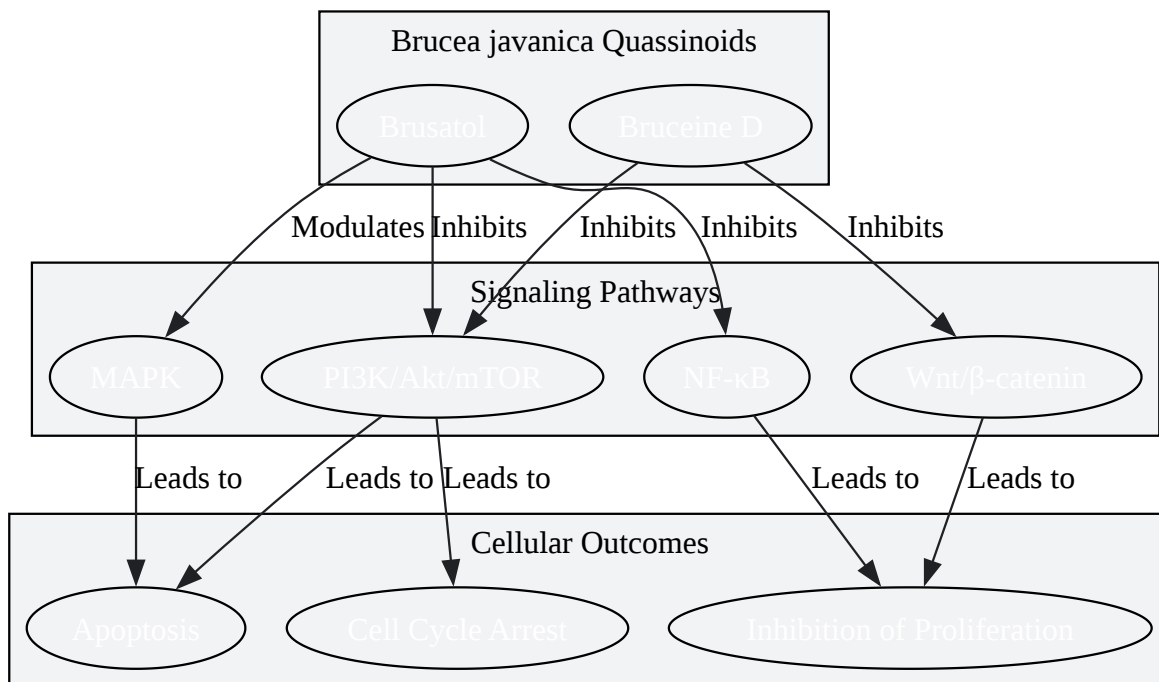 Brucea javanica Quassinoids
Brusatol
Bruceine D
Modulates
Inhibits
Inhibits
Inhibits
Inhibits
Signaling Pathways
MAPK
PI3K/Akt/mTOR
NF-κB
Wnt/β-catenin
Leads to
Leads to
Leads to
Leads to
Leads to
Cellular Outcomes
Apoptosis
Cell Cycle Arrest
Inhibition of Proliferation